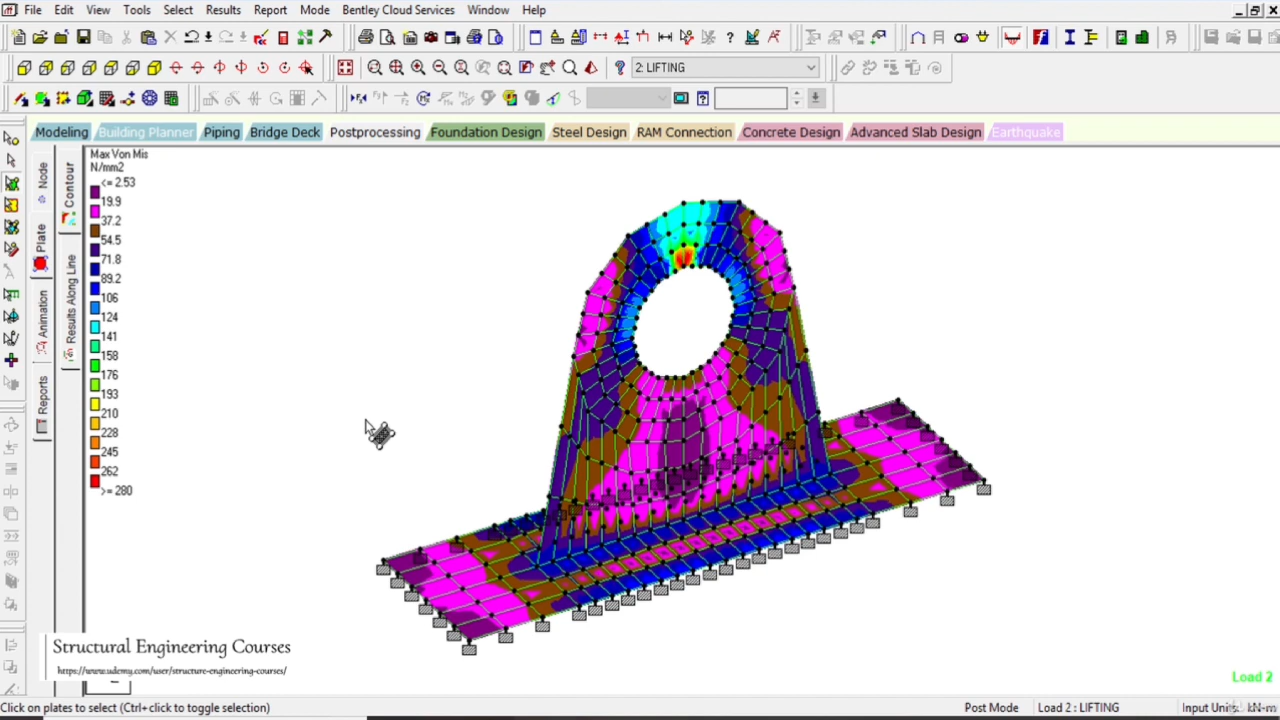 File Edit View Tools Select Results Report Mode Bentley Cloud Services Window Help
2: LIFTING
Modeling Building Planner Piping Bridge Deck Postprocessing Foundation Design Steel Design RAM Connection Concrete Design Advanced Slab Design Earthquake
Node
Plate
Animation
Reports
Contour
Results Along Line
Max Von Mis
N/mm2
<= 2.53
19.9
37.2
54.5
71.8
89.2
106
124
141
158
176
193
210
228
245
262
>= 280
Structural Engineering Courses
https://www.udemy.com/user/structure-engineering-courses/
Load 2
Click on plates to select (Ctrl+click to toggle selection) Post Mode Load 2 : LIFTING Input Units: kN-m